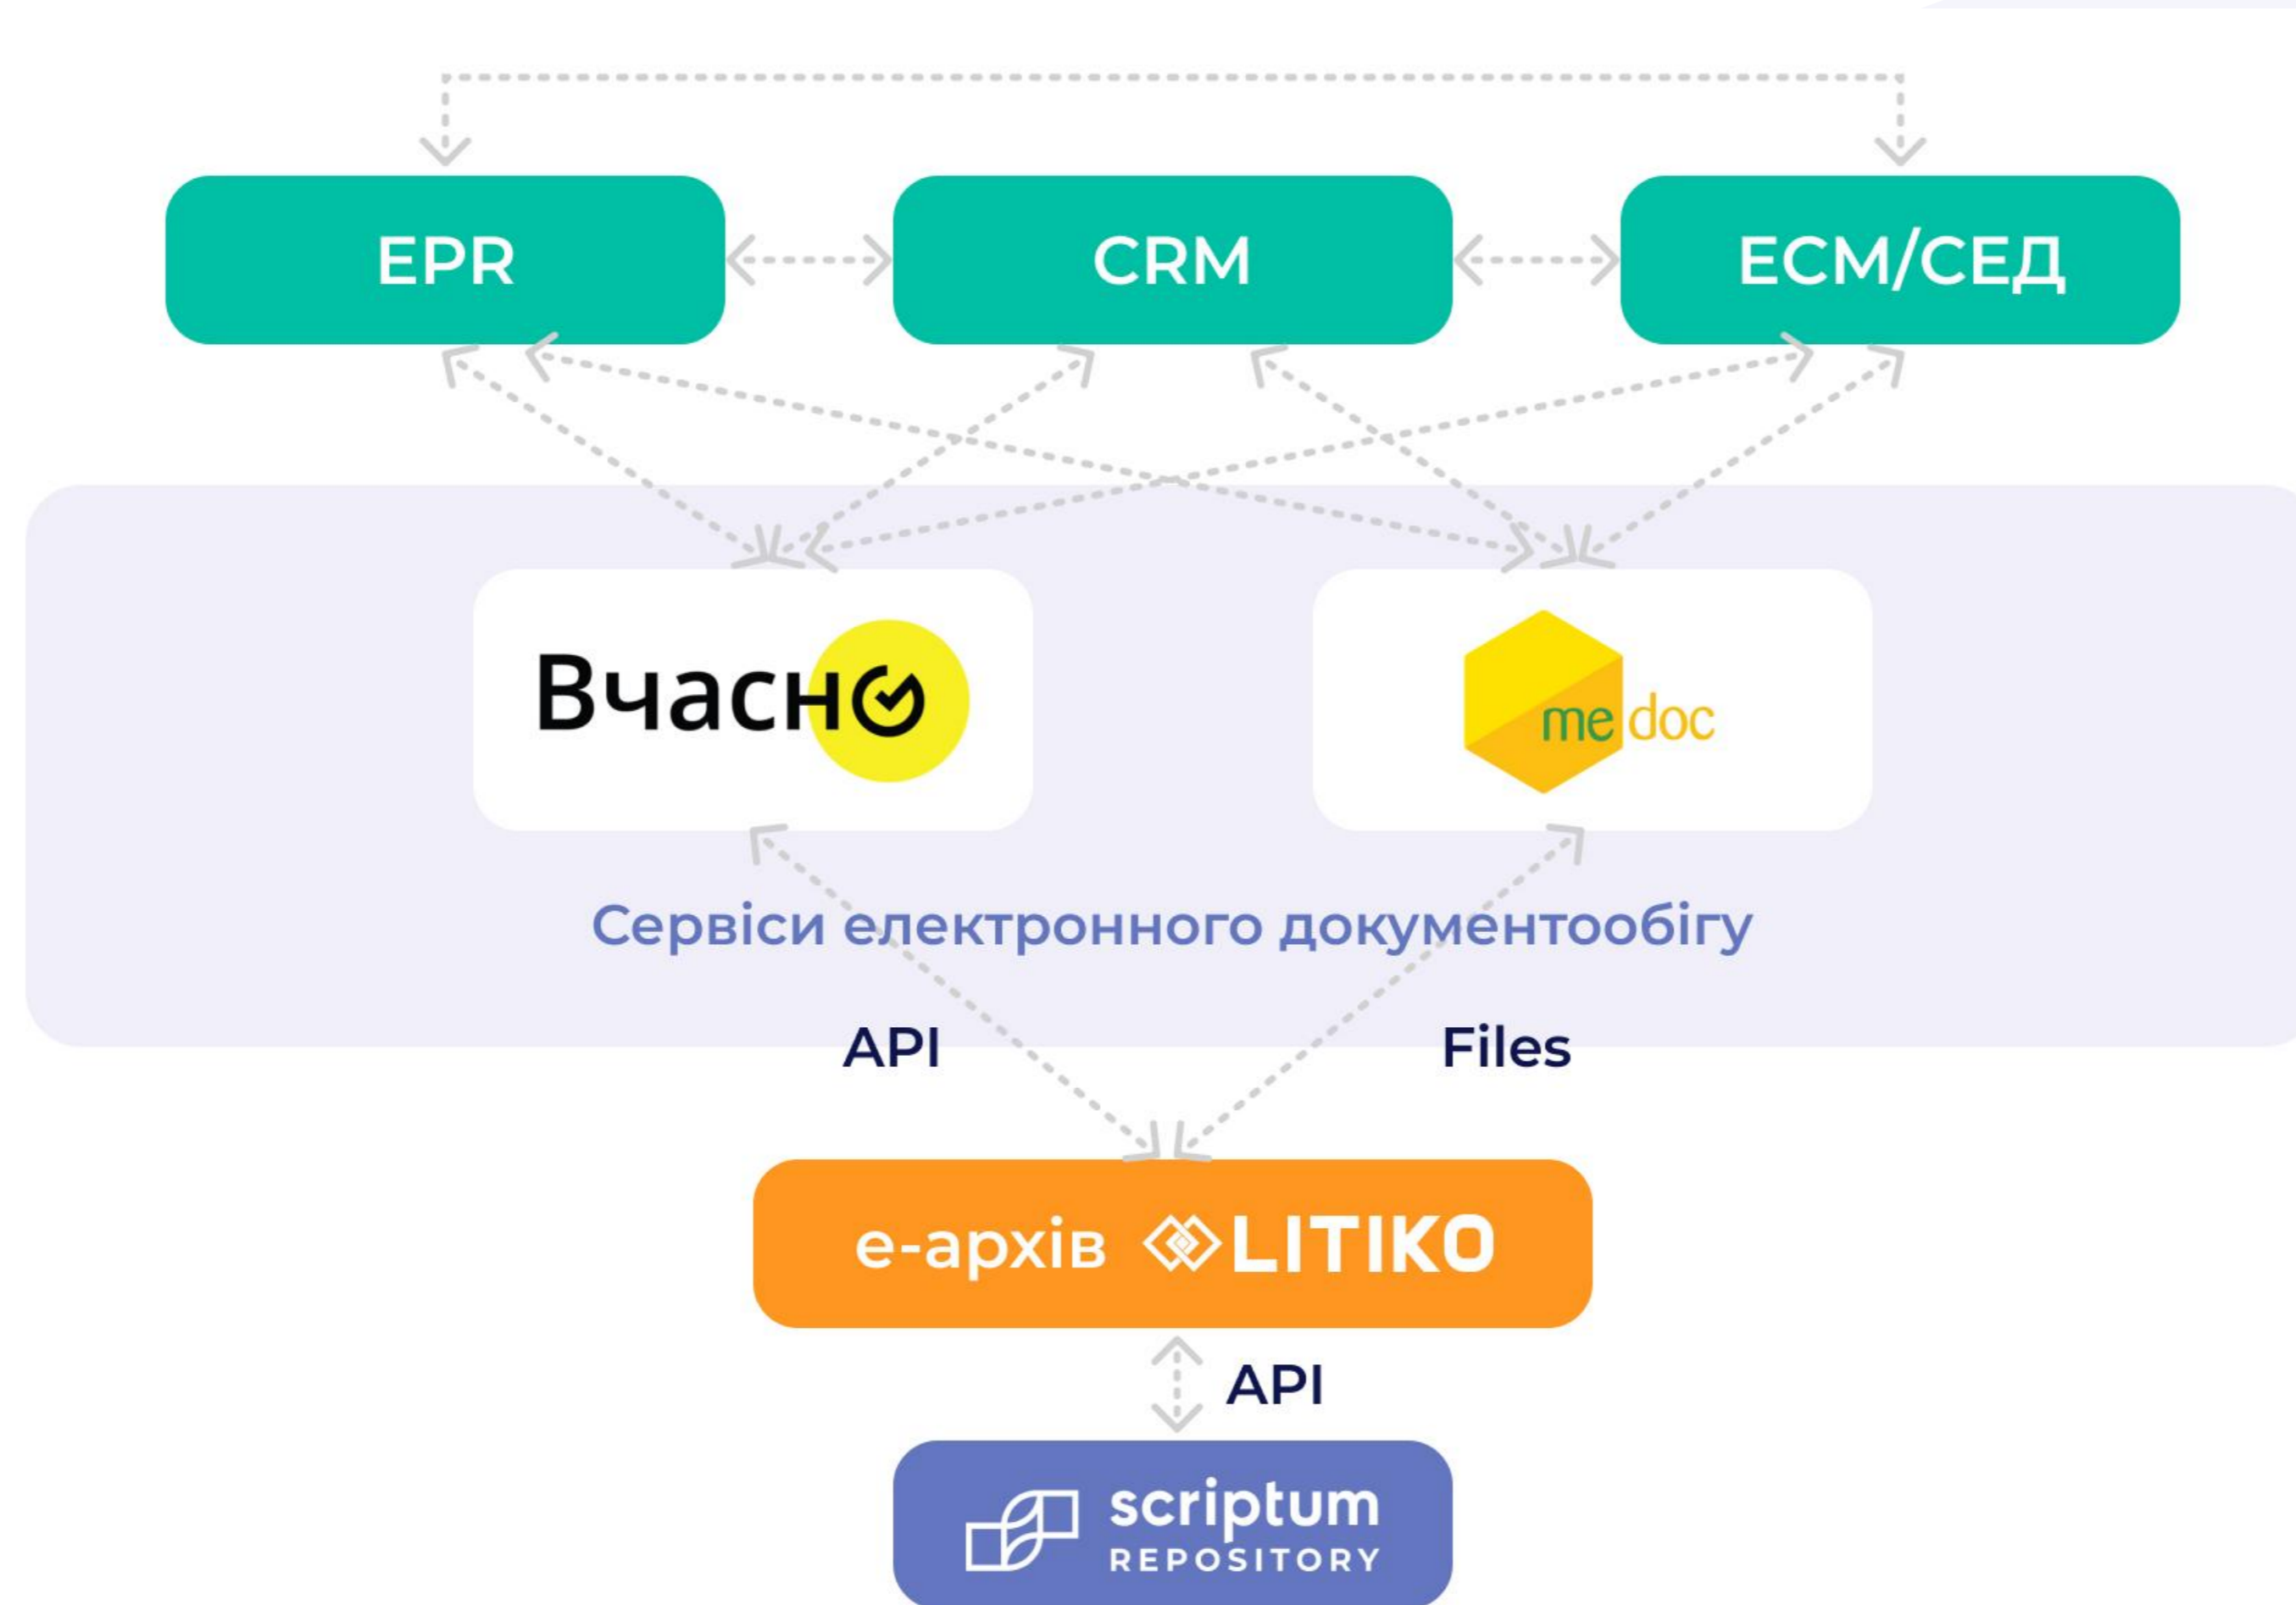 EPR
CRM
ECM/СЕД
Вчасно
me doc
Сервіси електронного документообігу
API
Files
е-архів LITIKO
API
scriptum
REPOSITORY